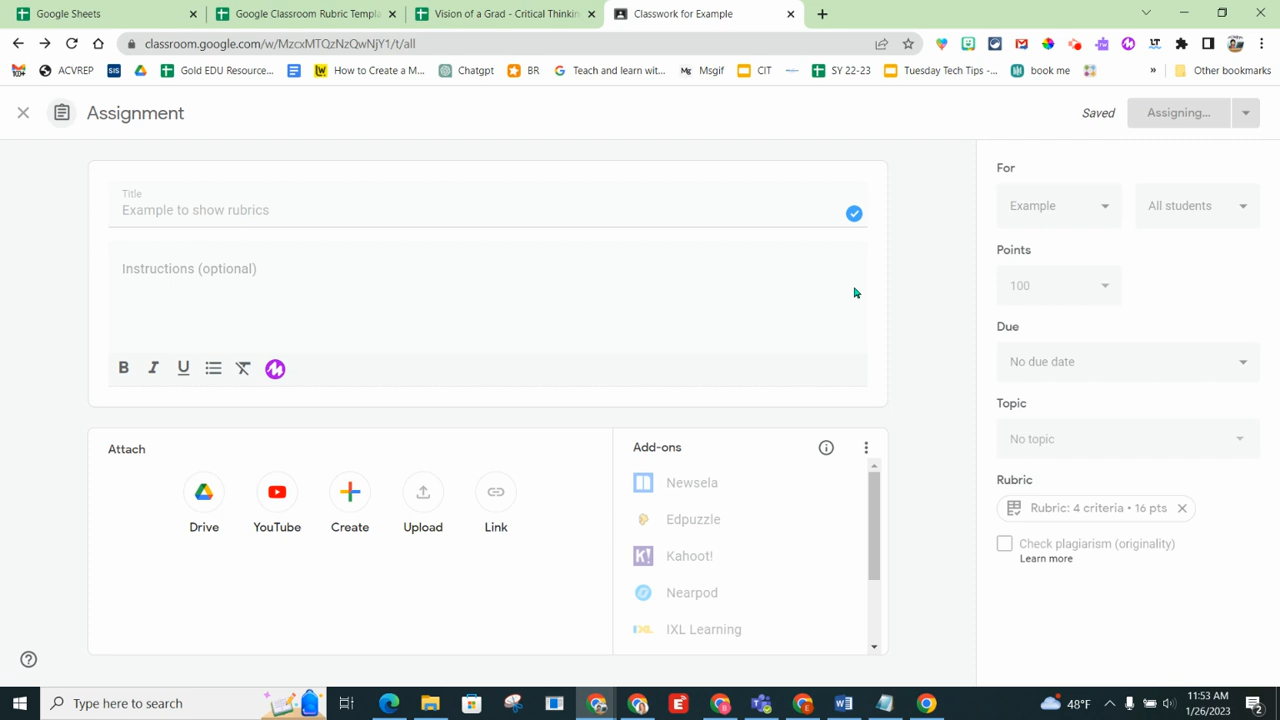 Google Sheets
Google Classroom Rubric Templa
Vision of a Grad - Critical Thinkin
Classwork for Example
classroom.google.com/w/MzcxMTQzNzQwNjY1/t/all
ACVREP
SIS
Gold EDU Resource...
How to Create a M...
Chatgpt
BR
Teach and learn wit...
Msgif
CIT
SY 22-23
Tuesday Tech Tips -...
book me
»
Other bookmarks
Assignment
Saved
Assigning...
Title
Example to show rubrics
Instructions (optional)
B I U
Attach
Drive
YouTube
Create
Upload
Link
Add-ons
Newsela
Edpuzzle
K!
Kahoot!
Nearpod
IXL
IXL Learning
For
Example
All students
Points
100
Due
No due date
Topic
No topic
Rubric
Rubric: 4 criteria • 16 pts
Check plagiarism (originality)
Learn more
Type here to search
48°F
11:53 AM
1/26/2023
2